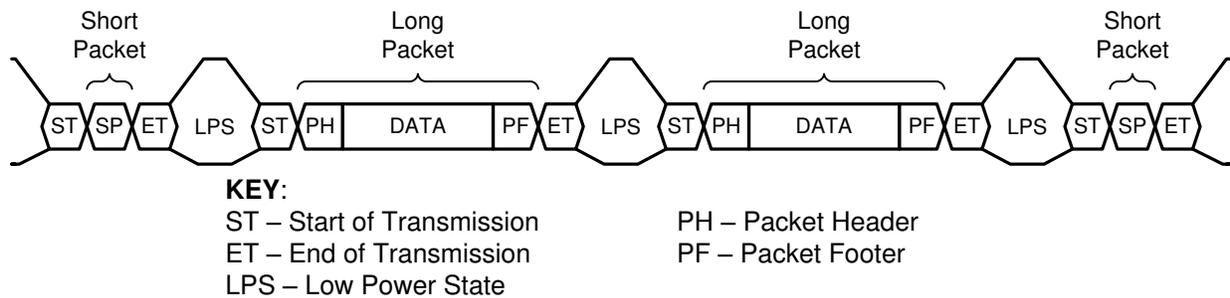 Short
Packet
Long
Packet
Long
Packet
Short
Packet
ST SP ET LPS ST PH DATA PF ET LPS ST PH DATA PF ET LPS ST SP ET
KEY:
ST – Start of Transmission
ET – End of Transmission
LPS – Low Power State
PH – Packet Header
PF – Packet Footer